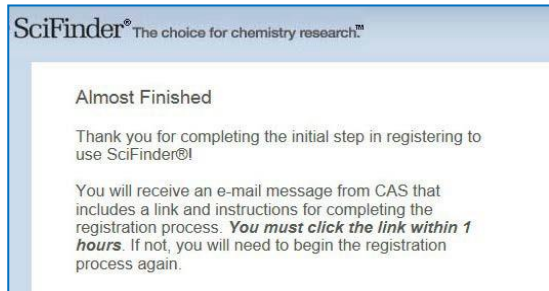 SciFinder® The choice for chemistry research.™
Almost Finished
Thank you for completing the initial step in registering to
use SciFinder®!
You will receive an e-mail message from CAS that
includes a link and instructions for completing the
registration process. You must click the link within 1
hours. If not, you will need to begin the registration
process again.